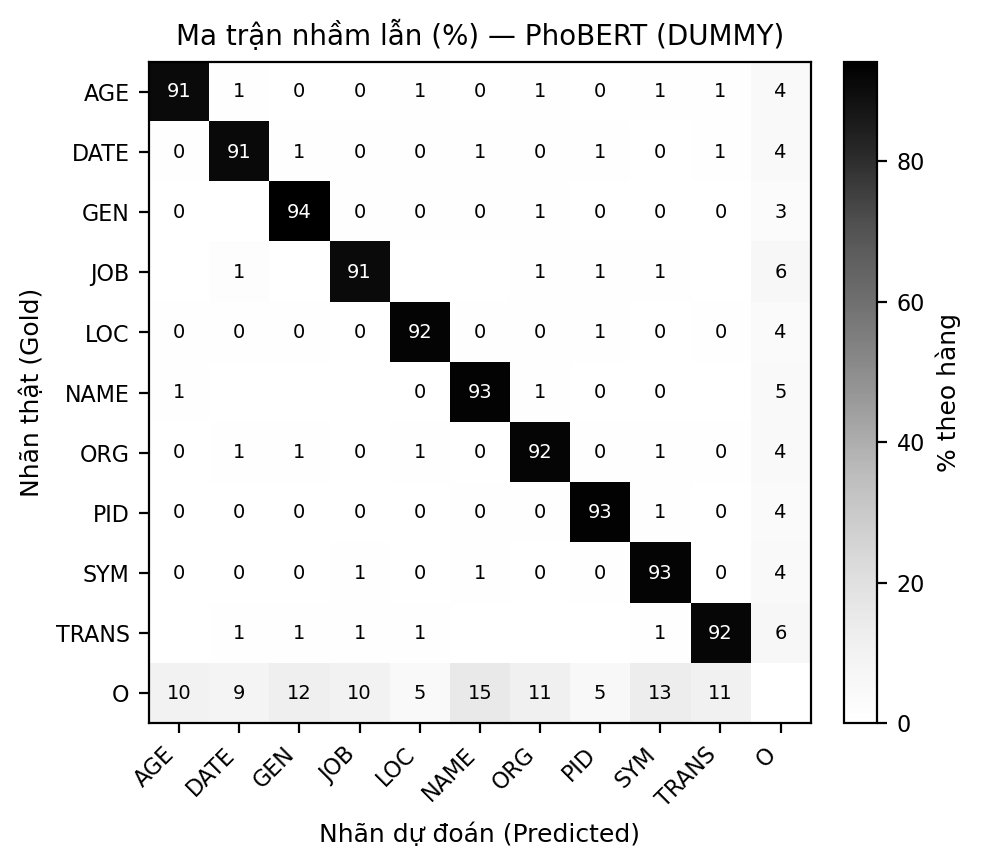 Ma trận nhầm lẫn (%) — PhoBERT (DUMMY)
AGE 91 1 0 0 1 0 1 0 1 1 4
DATE 0 91 1 0 0 1 0 1 0 1 4
GEN 0 94 0 0 0 1 0 0 0 3
JOB 1 91 1 1 1 6
LOC 0 0 0 0 92 0 0 1 0 0 4
NAME 1 0 93 1 0 0 5
ORG 0 1 1 0 1 0 92 0 1 0 4
PID 0 0 0 0 0 0 0 93 1 0 4
SYM 0 0 0 1 0 1 0 0 93 0 4
TRANS 1 1 1 1 1 92 6
O 10 9 12 10 5 15 11 5 13 11
AGE DATE GEN JOB LOC NAME ORG PID SYM TRANS O
Nhãn dự đoán (Predicted)
Nhãn thật (Gold)
80
60
40
20
0
% theo hàng